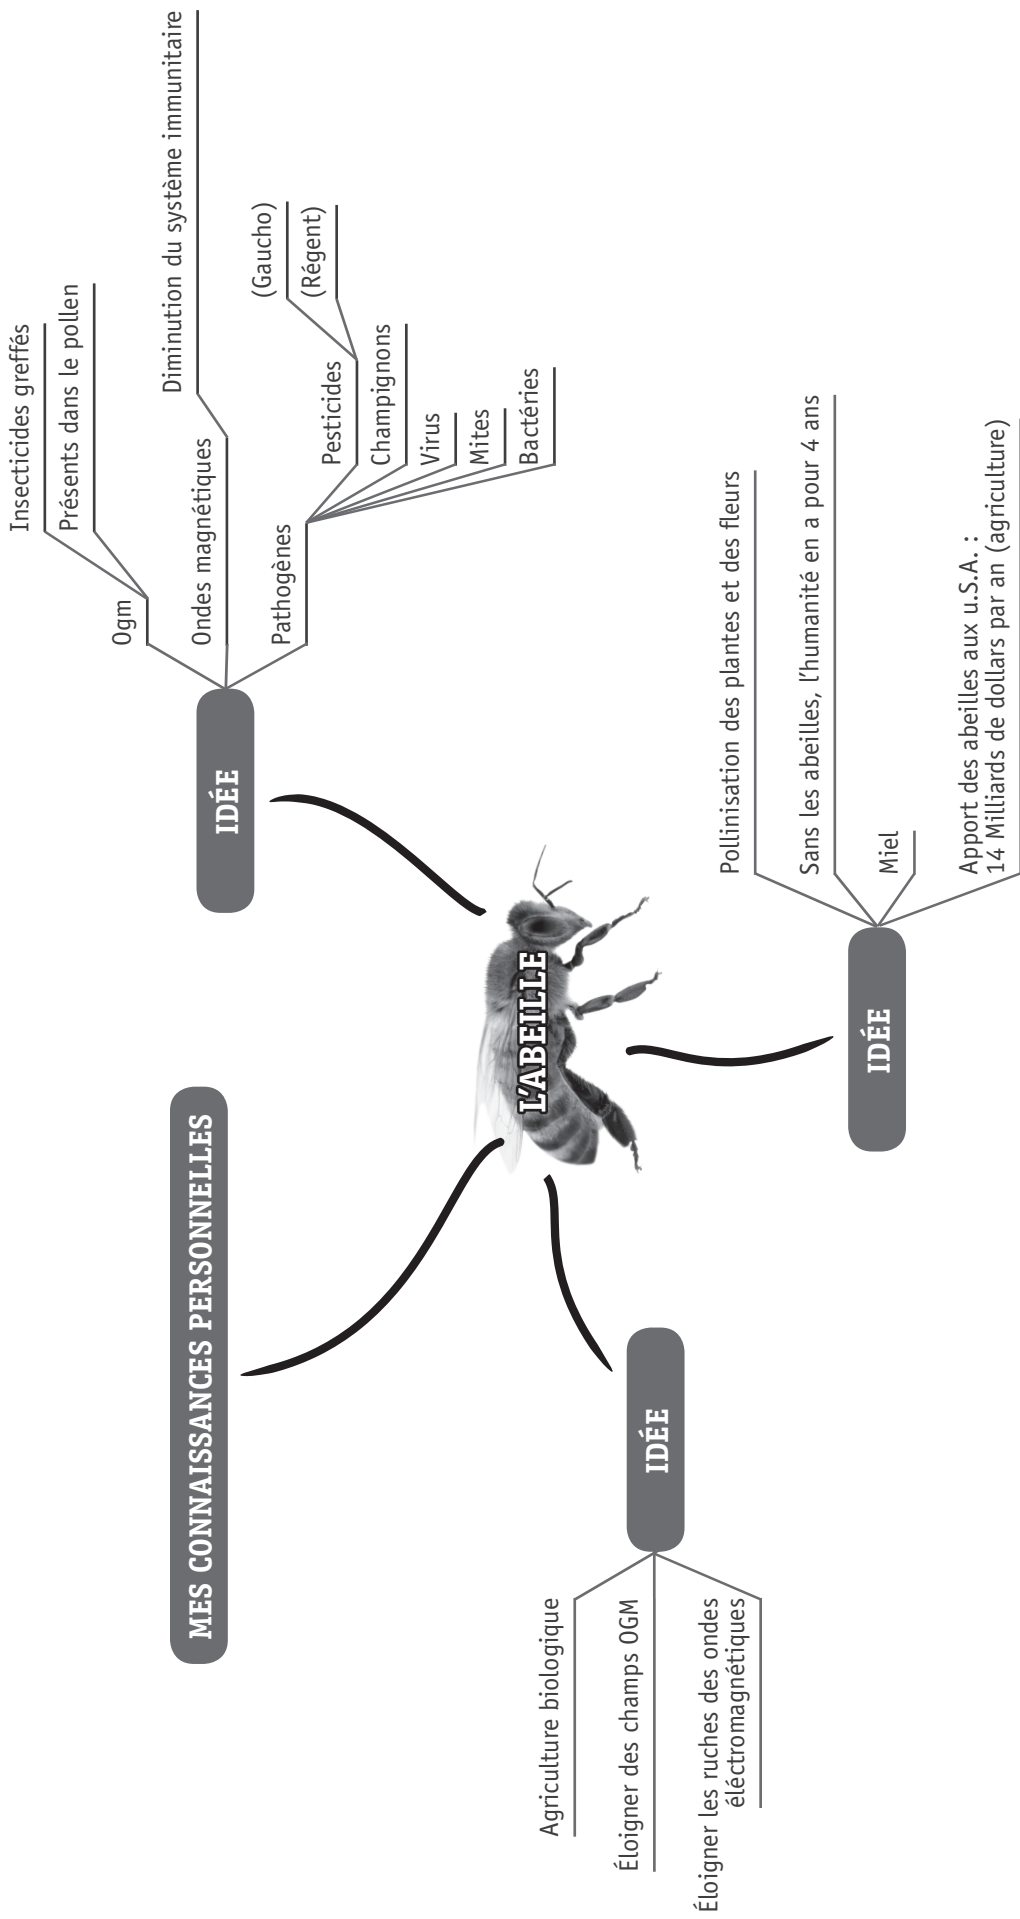 MES CONNAISSANCES PERSONNELLES
L'ABEILLE
IDÉE
Ogm
Insecticides greffés
Présents dans le pollen
Ondes magnétiques
Diminution du système immunitaire
Pathogènes
Pesticides
(Gaucho)
(Régent)
Champignons
Virus
Mites
Bactéries
IDÉE
Pollinisation des plantes et des fleurs
Sans les abeilles, l'humanité en a pour 4 ans
Miel
Apport des abeilles aux u.S.A. :
14 Milliards de dollars par an (agriculture)
IDÉE
Agriculture biologique
Éloigner des champs OGM
Éloigner les ruches des ondes
éléctromagnétiques